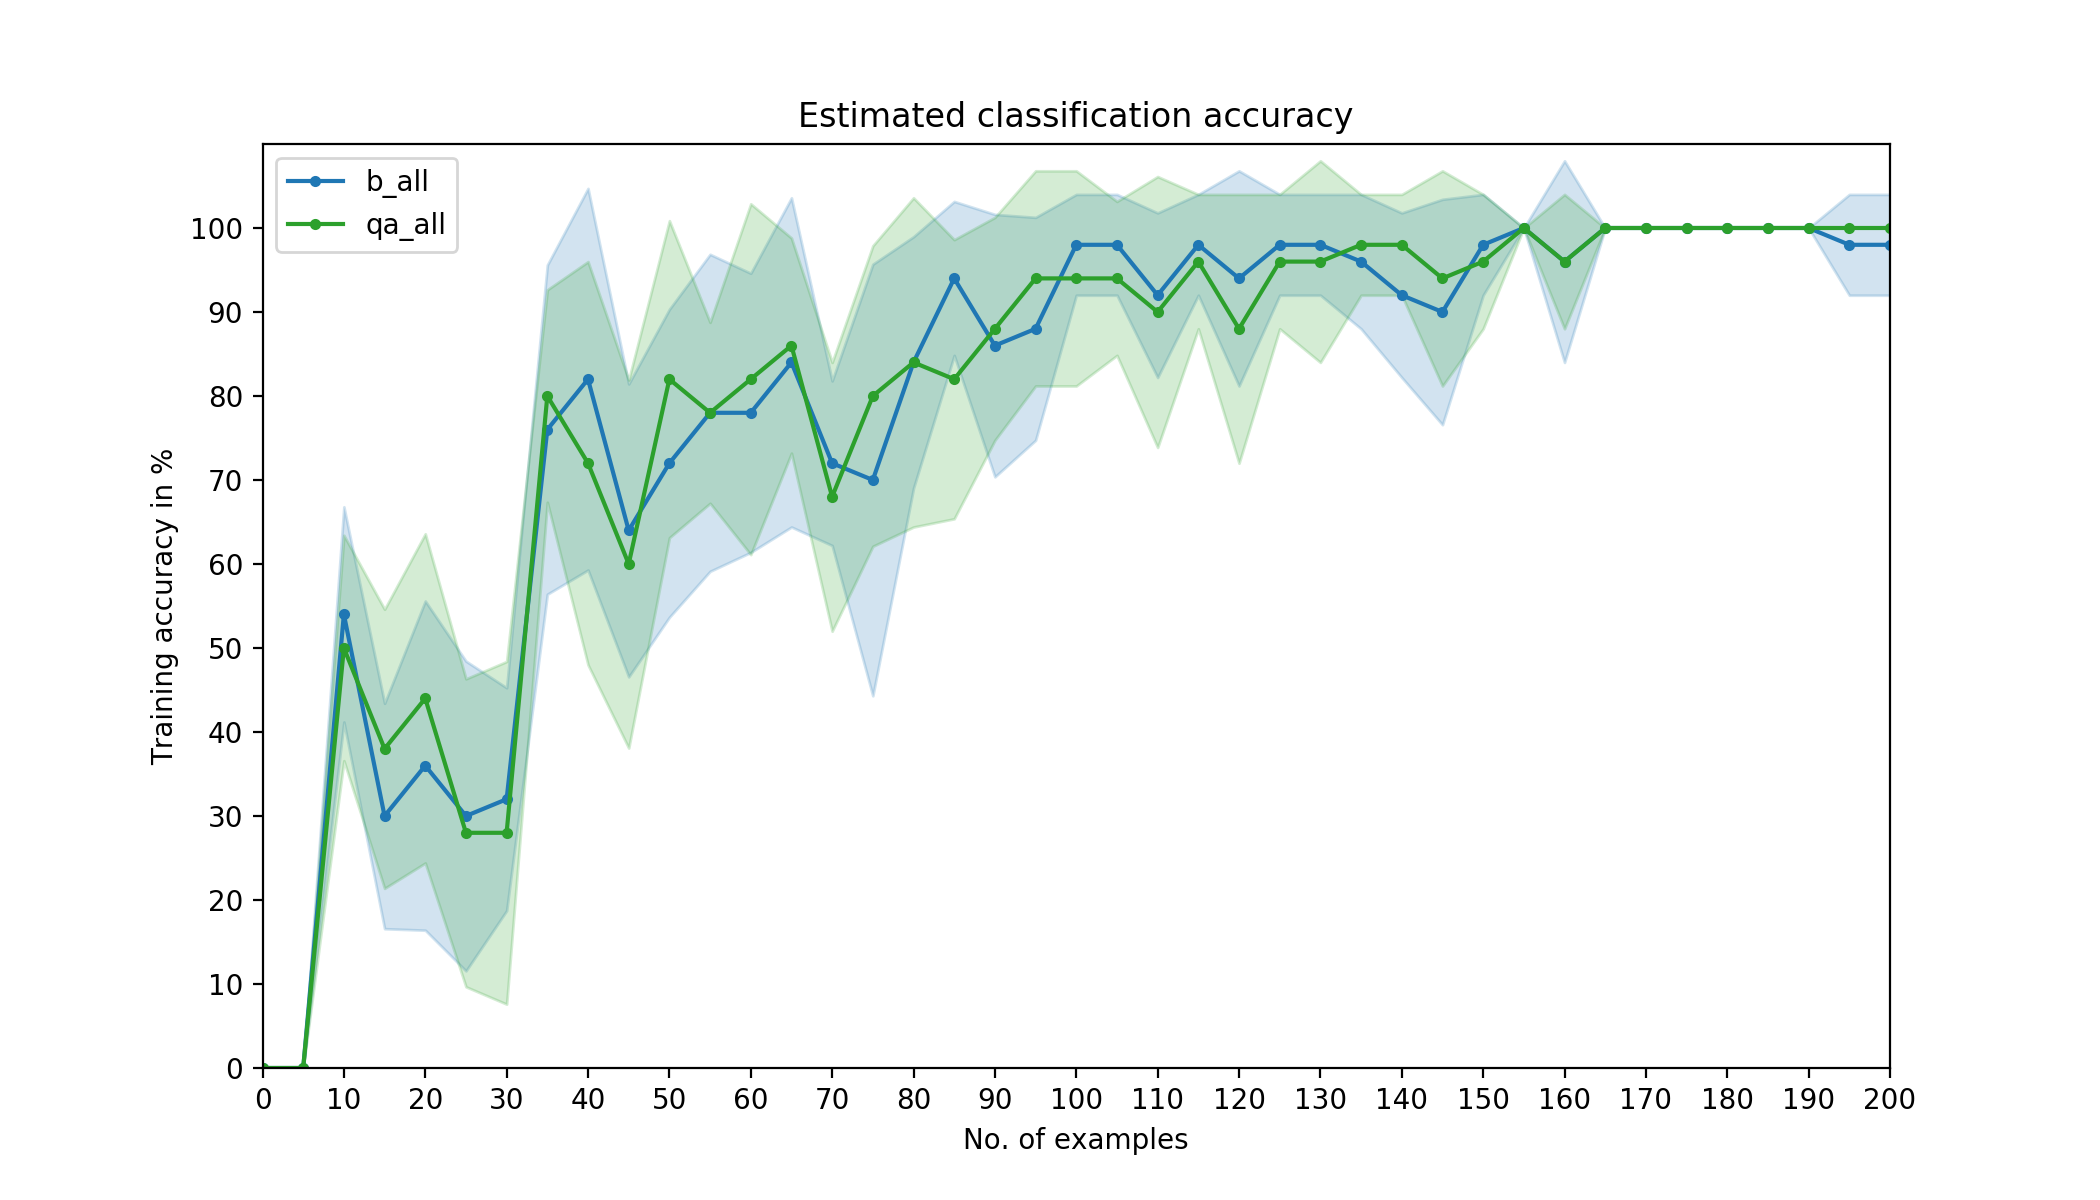 Estimated classification accuracy
b_all
qa_all
Training accuracy in %
100
90
80
70
60
50
40
30
20
10
0
0 10 20 30 40 50 60 70 80 90 100 110 120 130 140 150 160 170 180 190 200
No. of examples